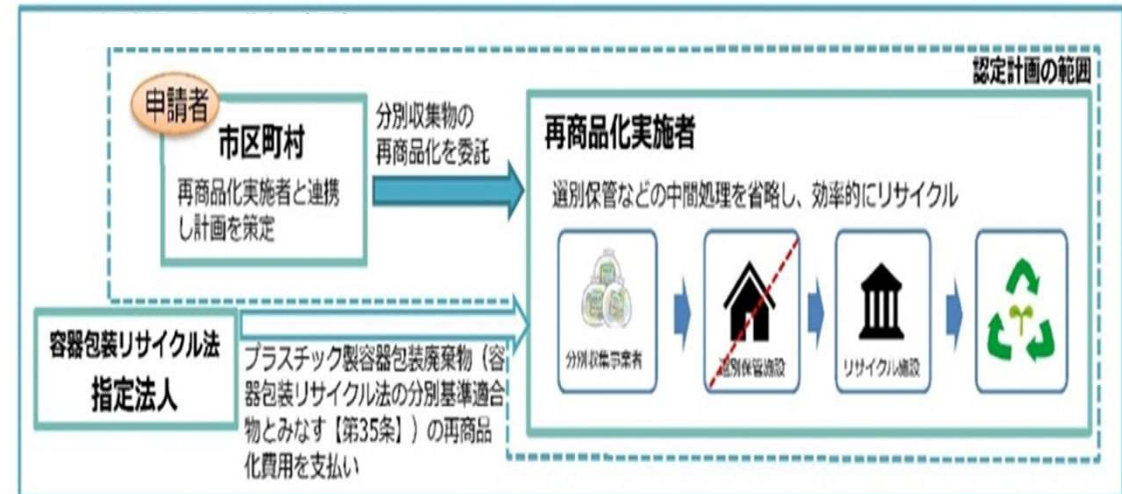 認定計画の範囲
申請者
市区町村
再商品化実施者と連携
し計画を策定
分別収集物の
再商品化を委託
再商品化実施者
選別保管などの中間処理を省略し、効率的にリサイクル
分別収集事業者
選別保管施設
リサイクル施設
容器包装リサイクル法
指定法人
プラスチック製容器包装廃棄物（容
器包装リサイクル法の分別基準適合
物とみなす【第35条】）の再商品
化費用を支払い